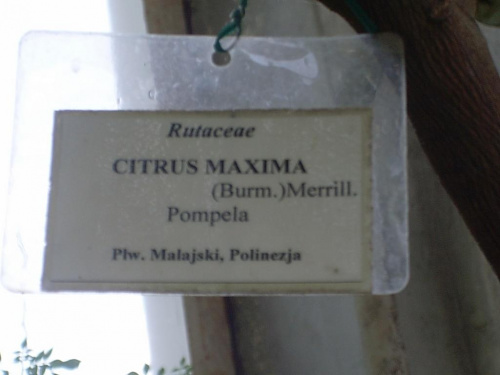 Rutaceae
CITRUS MAXIMA
(Burm.)Merrill.
Pompela
Płw. Malajski, Polinezja